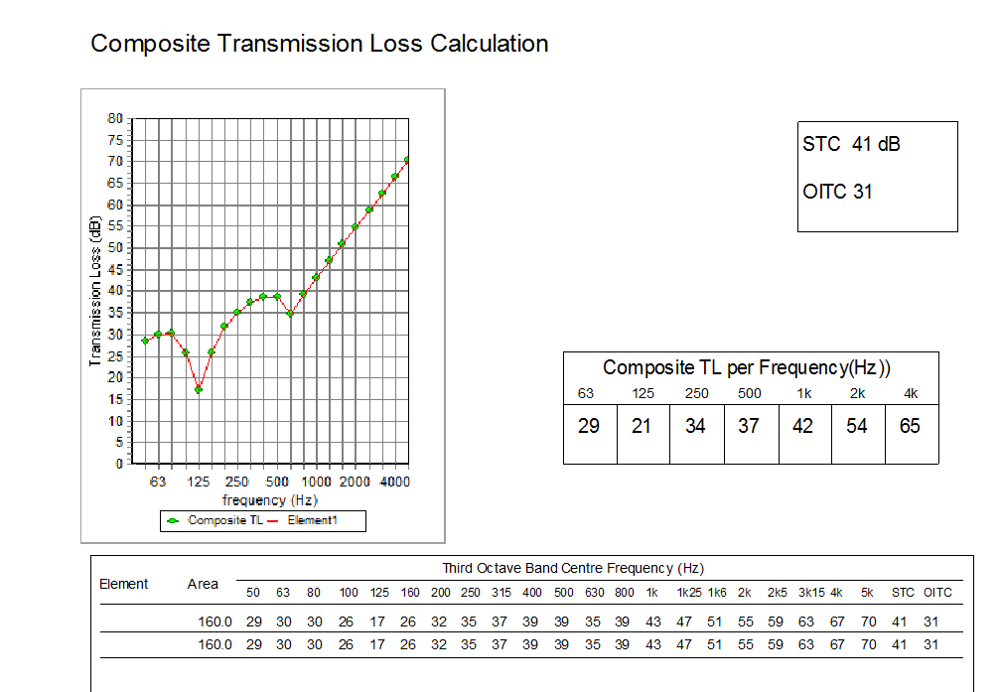 Composite Transmission Loss Calculation
80
75
70
65
60
55
50
45
40
35
30
25
20
15
10
5
0
Transmission Loss (dB)
63 125 250 500 1000 2000 4000
frequency (Hz)
Composite TL Element1
STC 41 dB
OITC 31
Composite TL per Frequency(Hz))
63 125 250 500 1k 2k 4k
29 21 34 37 42 54 65
Third Octave Band Centre Frequency (Hz)
Element Area
50 63 80 100 125 160 200 250 315 400 500 630 800 1k 1k25 1k6 2k 2k5 3k15 4k 5k STC OITC
160.0 29 30 30 26 17 26 32 35 37 39 39 35 39 43 47 51 55 59 63 67 70 41 31
160.0 29 30 30 26 17 26 32 35 37 39 39 35 39 43 47 51 55 59 63 67 70 41 31